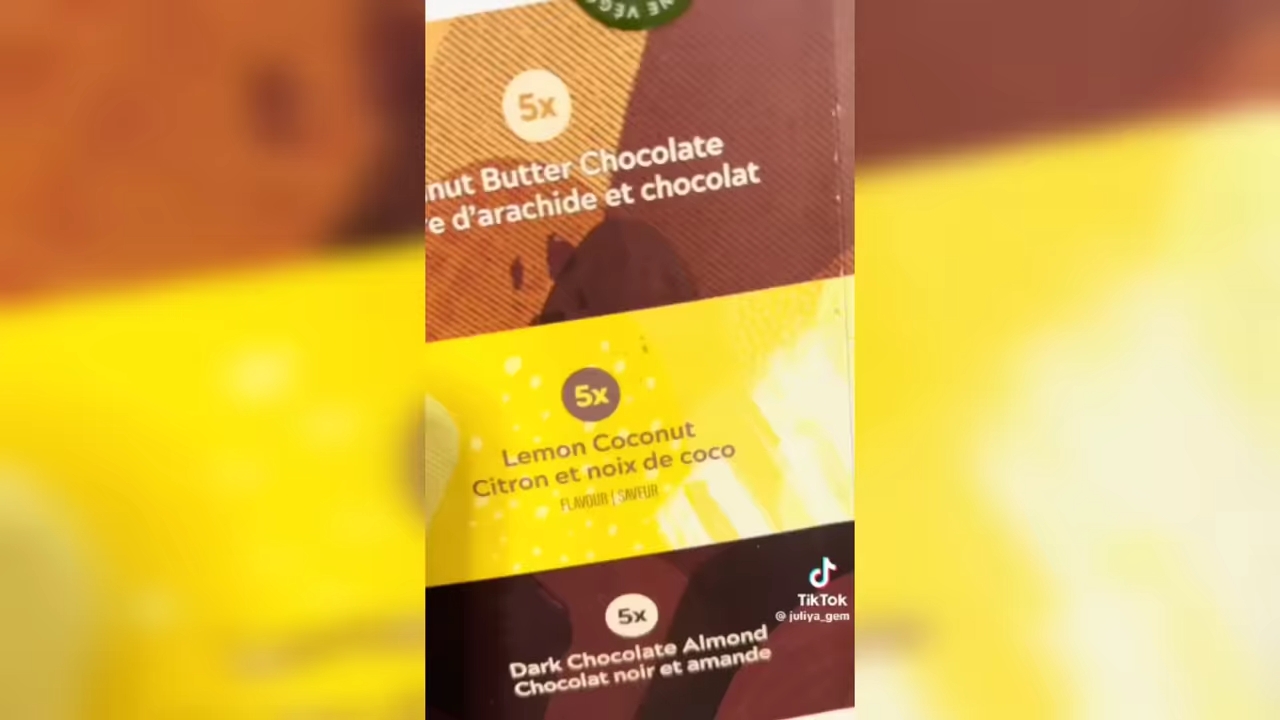 5x
nut Butter Chocolate
re d'arachide et chocolat
5x
Lemon Coconut
Citron et noix de coco
FLAVOUR | SAVEUR
5x
Dark Chocolate Almond
Chocolat noir et amande
TikTok
@ juliya_gem